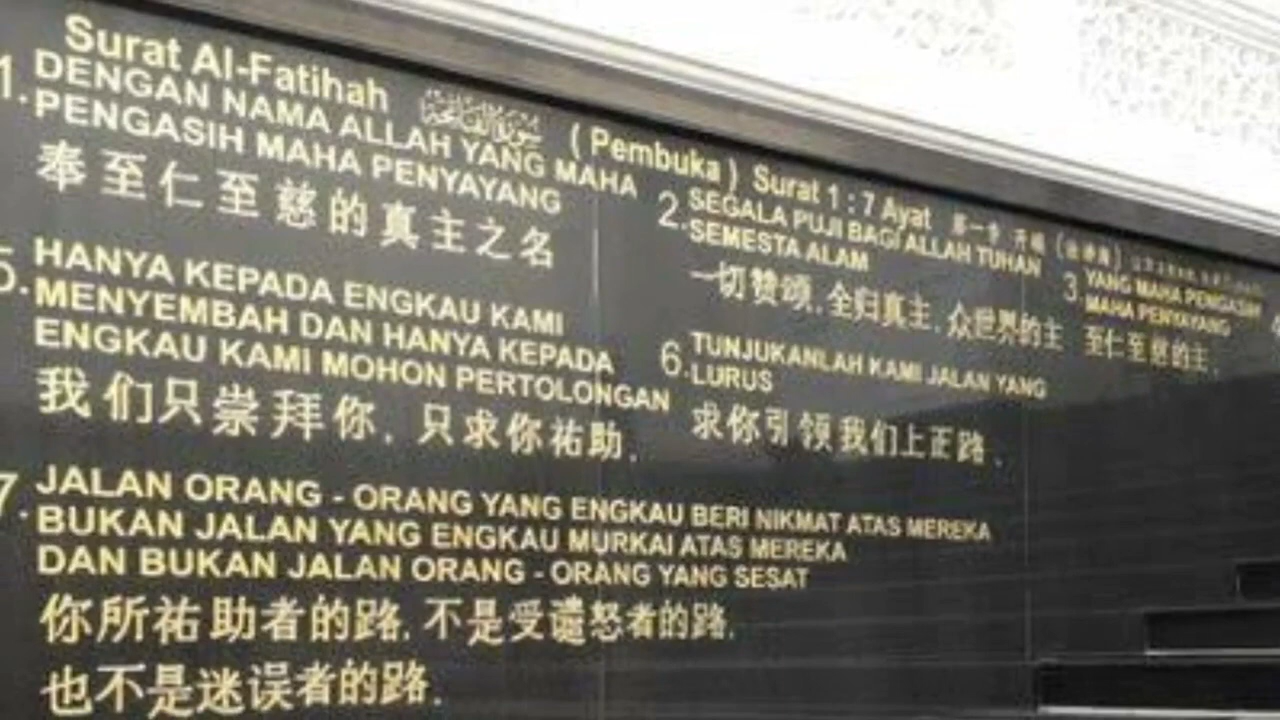 Surat Al-Fatihah سورة الفاتحة ( Pembuka ) Surat 1 : 7 Ayat
1. DENGAN NAMA ALLAH YANG MAHA
PENGASIH MAHA PENYAYANG
奉至仁至慈的真主之名
2. SEGALA PUJI BAGI ALLAH TUHAN
SEMESTA ALAM
一切赞颂,全归真主,众世界的主
3. YANG MAHA PENGASIH
MAHA PENYAYANG
至仁至慈的主,
5. HANYA KEPADA ENGKAU KAMI
MENYEMBAH DAN HANYA KEPADA
ENGKAU KAMI MOHON PERTOLONGAN
我们只崇拜你,只求你祐助,
6. TUNJUKANLAH KAMI JALAN YANG
LURUS
求你引领我们上正路,
7. JALAN ORANG - ORANG YANG ENGKAU BERI NIKMAT ATAS MEREKA
BUKAN JALAN YANG ENGKAU MURKAI ATAS MEREKA
DAN BUKAN JALAN ORANG - ORANG YANG SESAT
你所祐助者的路,不是受谴怒者的路,
也不是迷误者的路.